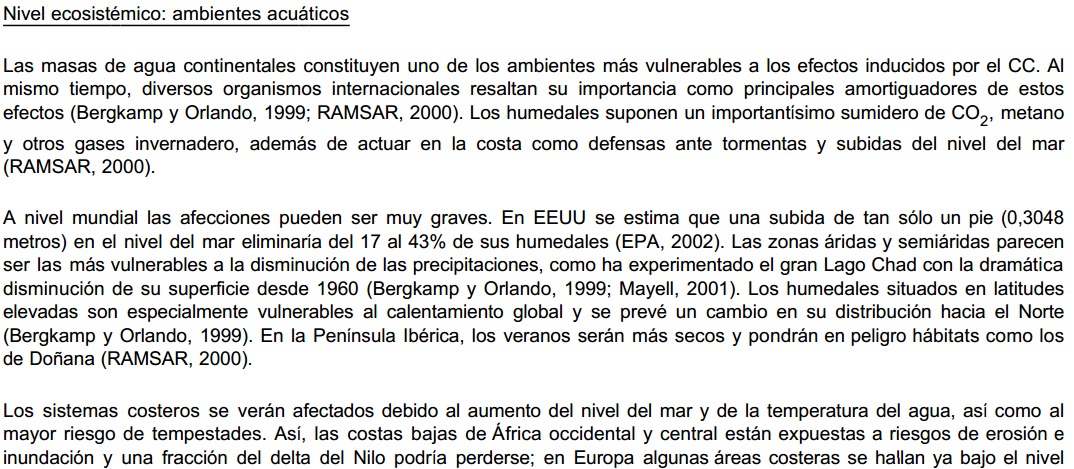 Nivel ecosistémico: ambientes acuáticos
Las masas de agua continentales constituyen uno de los ambientes más vulnerables a los efectos inducidos por el CC. Al
mismo tiempo, diversos organismos internacionales resaltan su importancia como principales amortiguadores de estos
efectos (Bergkamp y Orlando, 1999; RAMSAR, 2000). Los humedales suponen un importantísimo sumidero de CO2, metano
y otros gases invernadero, además de actuar en la costa como defensas ante tormentas y subidas del nivel del mar
(RAMSAR, 2000).
A nivel mundial las afecciones pueden ser muy graves. En EEUU se estima que una subida de tan sólo un pie (0,3048
metros) en el nivel del mar eliminaría del 17 al 43% de sus humedales (EPA, 2002). Las zonas áridas y semiáridas parecen
ser las más vulnerables a la disminución de las precipitaciones, como ha experimentado el gran Lago Chad con la dramática
disminución de su superficie desde 1960 (Bergkamp y Orlando, 1999; Mayell, 2001). Los humedales situados en latitudes
elevadas son especialmente vulnerables al calentamiento global y se prevé un cambio en su distribución hacia el Norte
(Bergkamp y Orlando, 1999). En la Península Ibérica, los veranos serán más secos y pondrán en peligro hábitats como los
de Doñana (RAMSAR, 2000).
Los sistemas costeros se verán afectados debido al aumento del nivel del mar y de la temperatura del agua, así como al
mayor riesgo de tempestades. Así, las costas bajas de África occidental y central están expuestas a riesgos de erosión e
inundación y una fracción del delta del Nilo podría perderse; en Europa algunas áreas costeras se hallan ya bajo el nivel